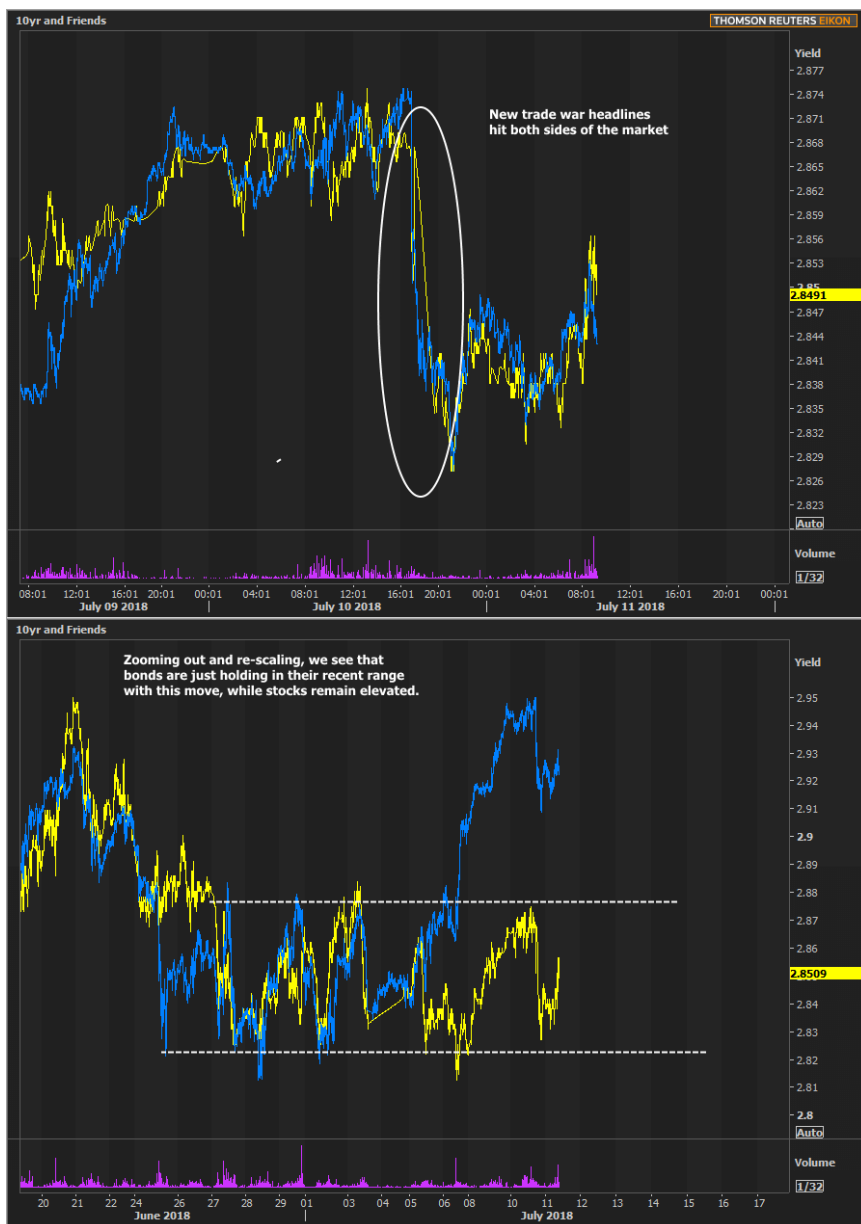 10yr and Friends
THOMSON REUTERS EIKON
Yield
2.877
2.874
2.871
2.868
2.865
2.862
2.859
2.856
2.853
2.85
2.8491
2.847
2.844
2.841
2.838
2.835
2.832
2.829
2.826
2.823
Auto
New trade war headlines
hit both sides of the market
Volume
1/32
08:01 12:01 16:01 20:01 00:01 04:01 08:01 12:01 16:01 20:01 00:01 04:01 08:01 12:01 16:01 20:01 00:01
July 09 2018 July 10 2018 July 11 2018
10yr and Friends
Zooming out and re-scaling, we see that
bonds are just holding in their recent range
with this move, while stocks remain elevated.
Yield
2.95
2.94
2.93
2.92
2.91
2.9
2.89
2.88
2.87
2.86
2.8509
2.84
2.83
2.82
2.81
2.8
Auto
Volume
1/32
20 21 22 24 25 26 27 28 29 01 03 04 05 06 08 10 11 12 13 14 15 16 17
June 2018 July 2018